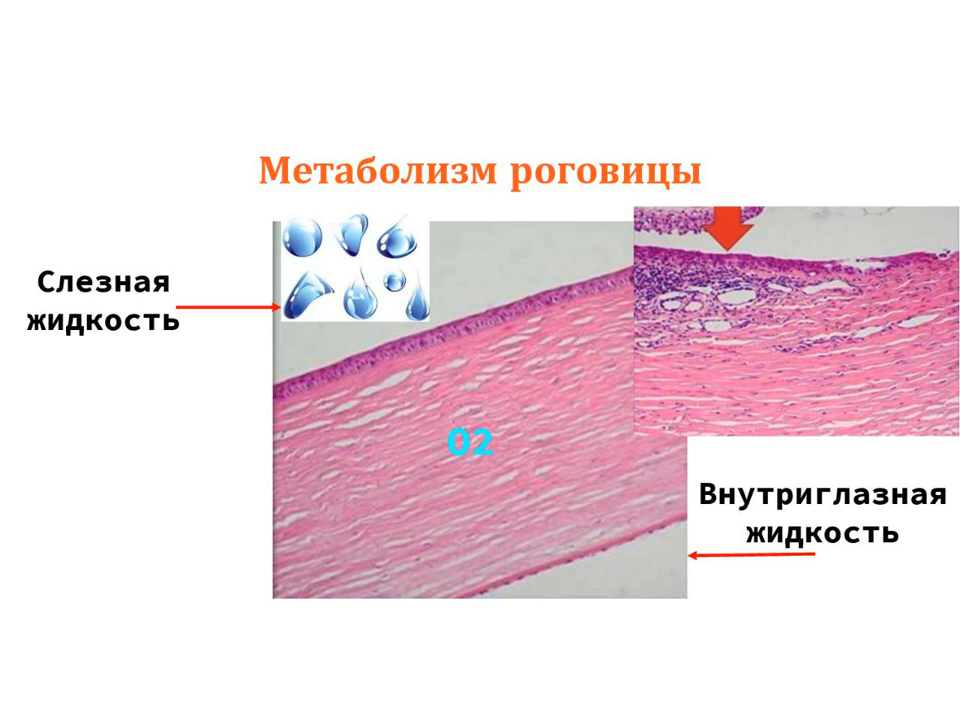 Метаболизм роговицы
Слезная
жидкость
O2
Внутриглазная
жидкость